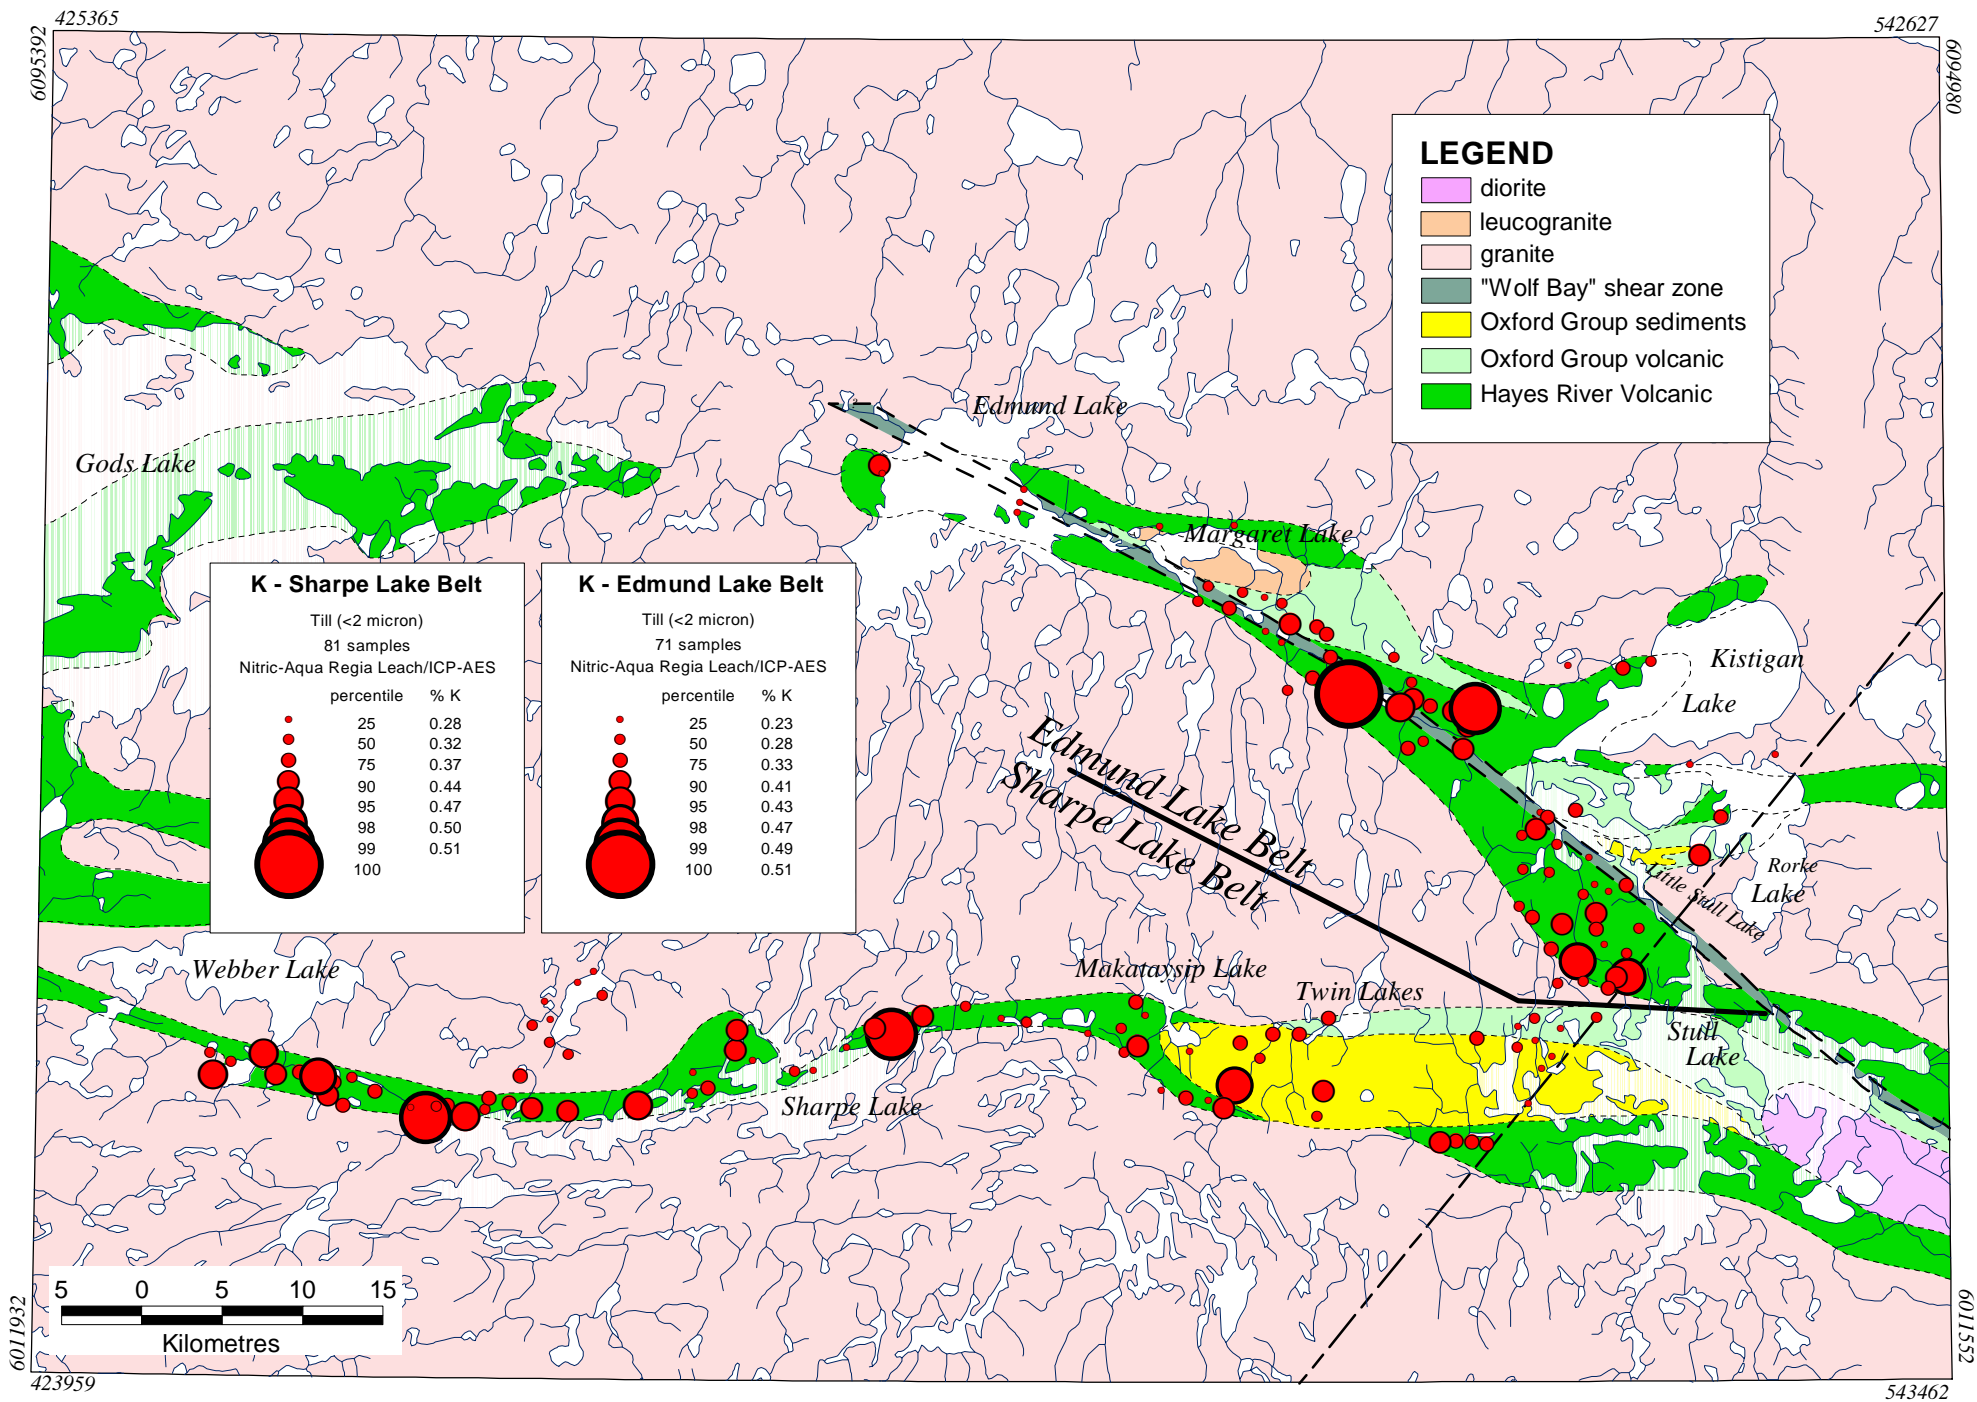 425365
542627
6095392
6094980
LEGEND
diorite
leucogranite
granite
"Wolf Bay" shear zone
Oxford Group sediments
Oxford Group volcanic
Hayes River Volcanic
Edmund Lake
Gods Lake
Margaret Lake
K - Sharpe Lake Belt
Till (<2 micron)
81 samples
Nitric-Aqua Regia Leach/ICP-AES
percentile % K
25 0.28
50 0.32
75 0.37
90 0.44
95 0.47
98 0.50
99 0.51
100
K - Edmund Lake Belt
Till (<2 micron)
71 samples
Nitric-Aqua Regia Leach/ICP-AES
percentile % K
25 0.23
50 0.28
75 0.33
90 0.41
95 0.43
98 0.47
99 0.49
100 0.51
Kistigan
Lake
Edmund Lake Belt
Sharpe Lake Belt
Rorke
Lake
Little Stull Lake
Webber Lake
Makataysip Lake
Twin Lakes
Stull
Lake
Sharpe Lake
5 0 5 10 15
Kilometres
6011932
423959
6011552
543462